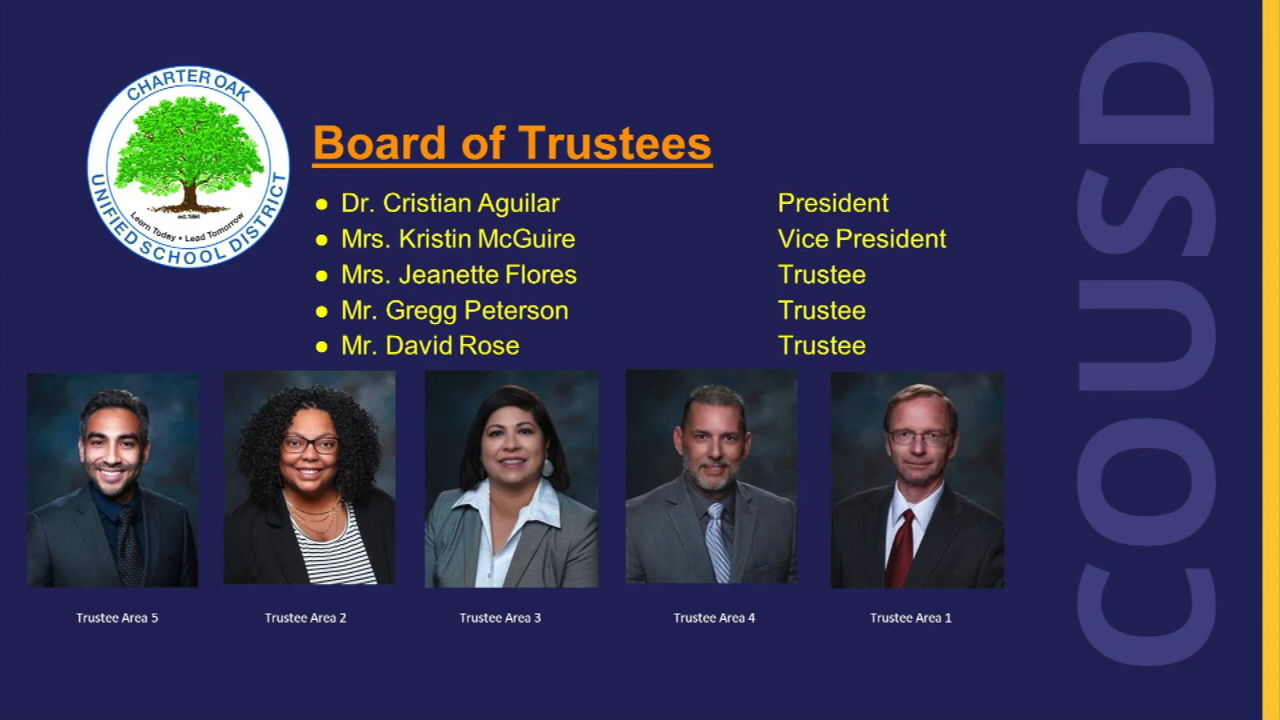 CHARTER OAK
UNIFIED SCHOOL DISTRICT
est. 1894
Learn Today • Lead Tomorrow
Board of Trustees
● Dr. Cristian Aguilar President
● Mrs. Kristin McGuire Vice President
● Mrs. Jeanette Flores Trustee
● Mr. Gregg Peterson Trustee
● Mr. David Rose Trustee
Trustee Area 5 Trustee Area 2 Trustee Area 3 Trustee Area 4 Trustee Area 1
COUSD